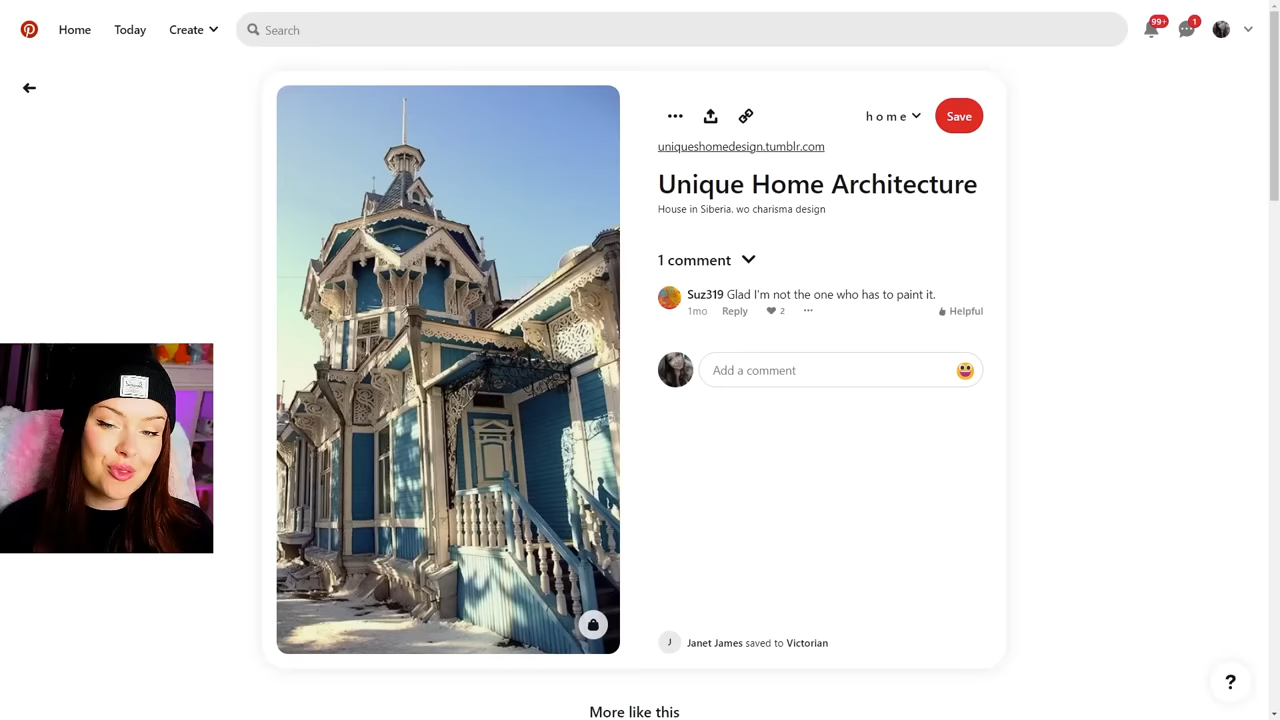 Home
Today
Create
Search
99+
1
h o m e
Save
uniqueshomedesign.tumblr.com
Unique Home Architecture
House in Siberia. wo charisma design
1 comment
Suz319 Glad I'm not the one who has to paint it.
1mo
Reply
2
Helpful
Add a comment
J
Janet James saved to Victorian
?
More like this